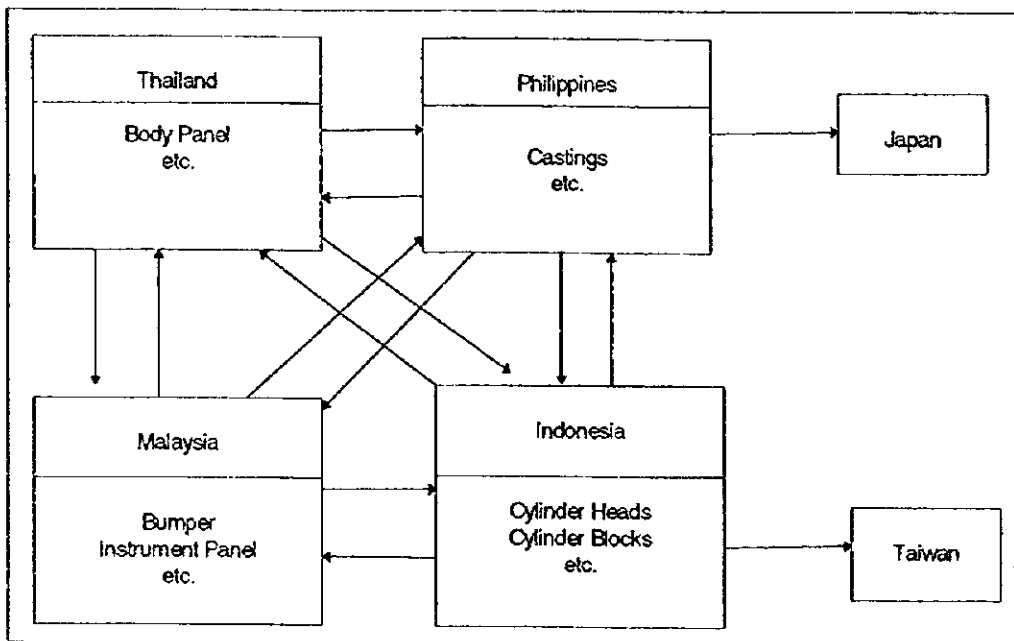 Thailand
Body Panel
etc.
Philippines
Castings
etc.
Japan
Malaysia
Bumper
Instrument Panel
etc.
Indonesia
Cylinder Heads
Cylinder Blocks
etc.
Taiwan